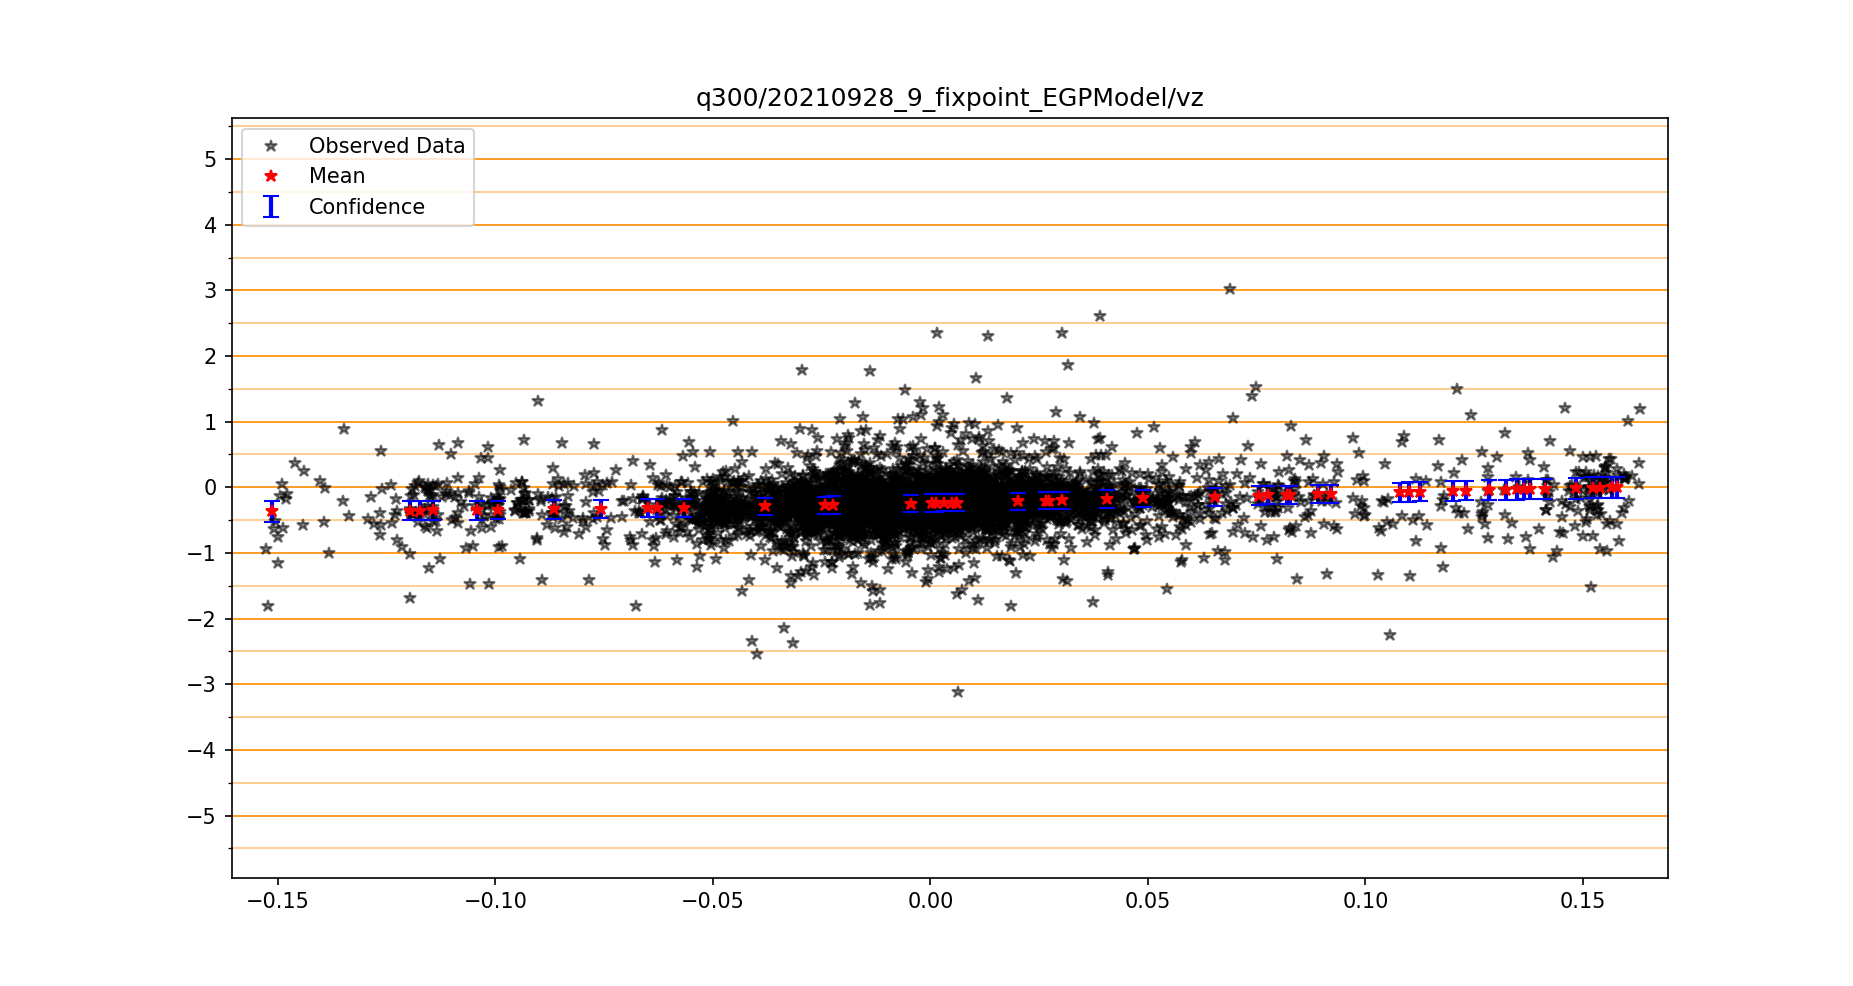 q300/20210928_9_fixpoint_EGPModel/vz
Observed Data
Mean
Confidence
5
4
3
2
1
0
−1
−2
−3
−4
−5
−0.15 −0.10 −0.05 0.00 0.05 0.10 0.15